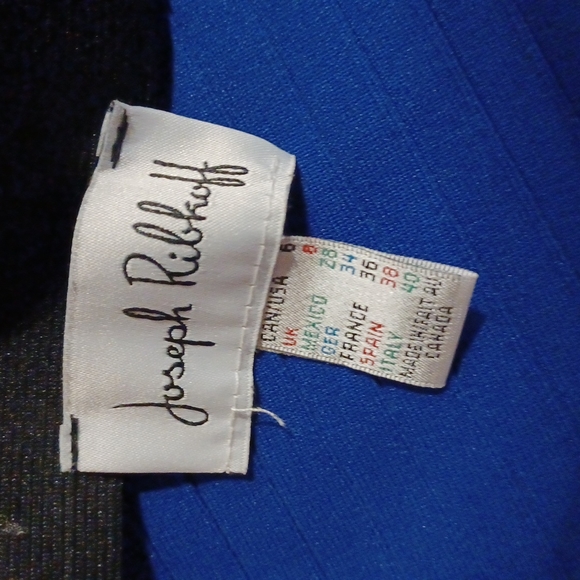 Joseph Ribkoff
CAN/USA 6
UK 8
MEXICO 28
GER 34
FRANCE 36
SPAIN 38
ITALY 40
MADE IN/FAIT AU
CANADA